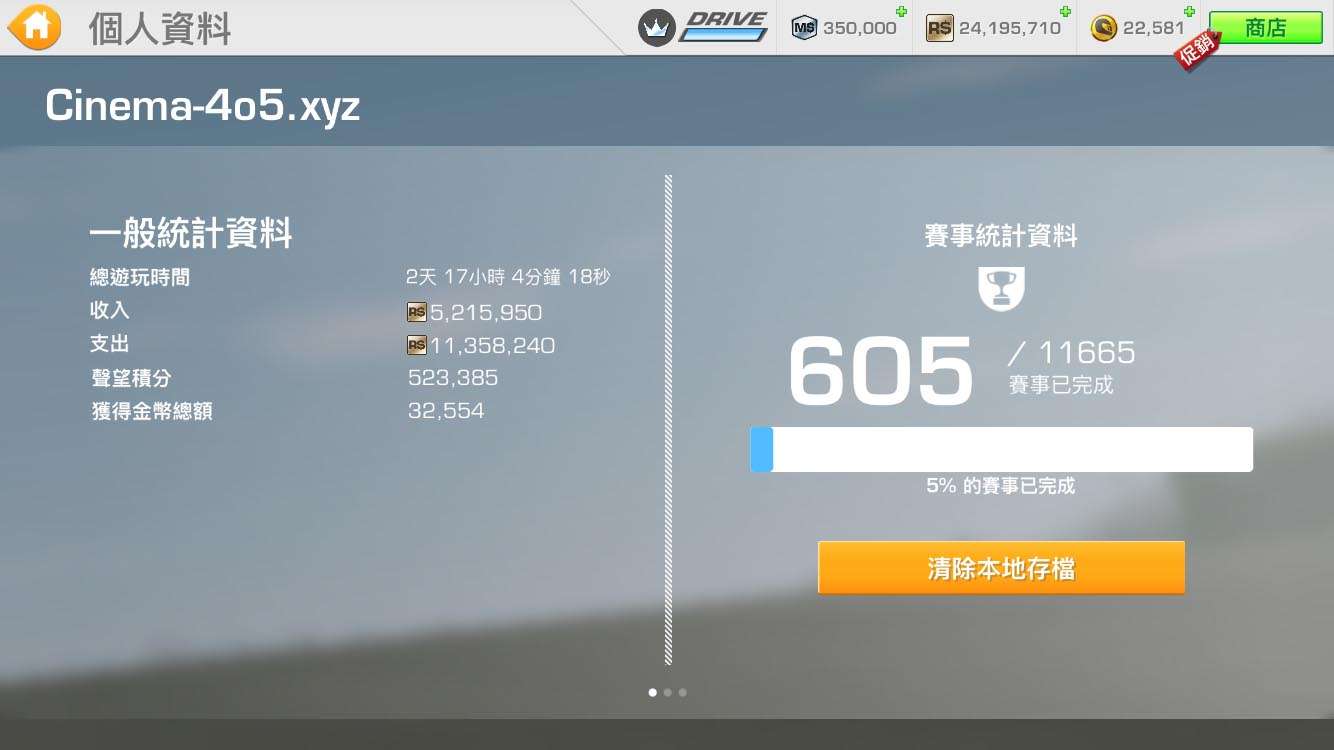 個人資料
DRIVE
M$ 350,000
R$ 24,195,710
22,581
商店
促銷
Cinema-4o5.xyz
一般統計資料
總遊玩時間 2天 17小時 4分鐘 18秒
收入 R$ 5,215,950
支出 R$ 11,358,240
聲望積分 523,385
獲得金幣總額 32,554
賽事統計資料
605 / 11665
賽事已完成
5% 的賽事已完成
清除本地存檔